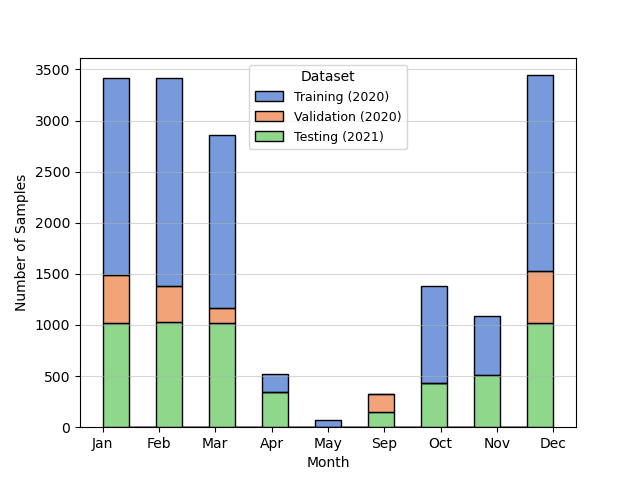 3500
3000
2500
2000
1500
1000
500
0
Number of Samples
Dataset
Training (2020)
Validation (2020)
Testing (2021)
Jan Feb Mar Apr May Sep Oct Nov Dec
Month